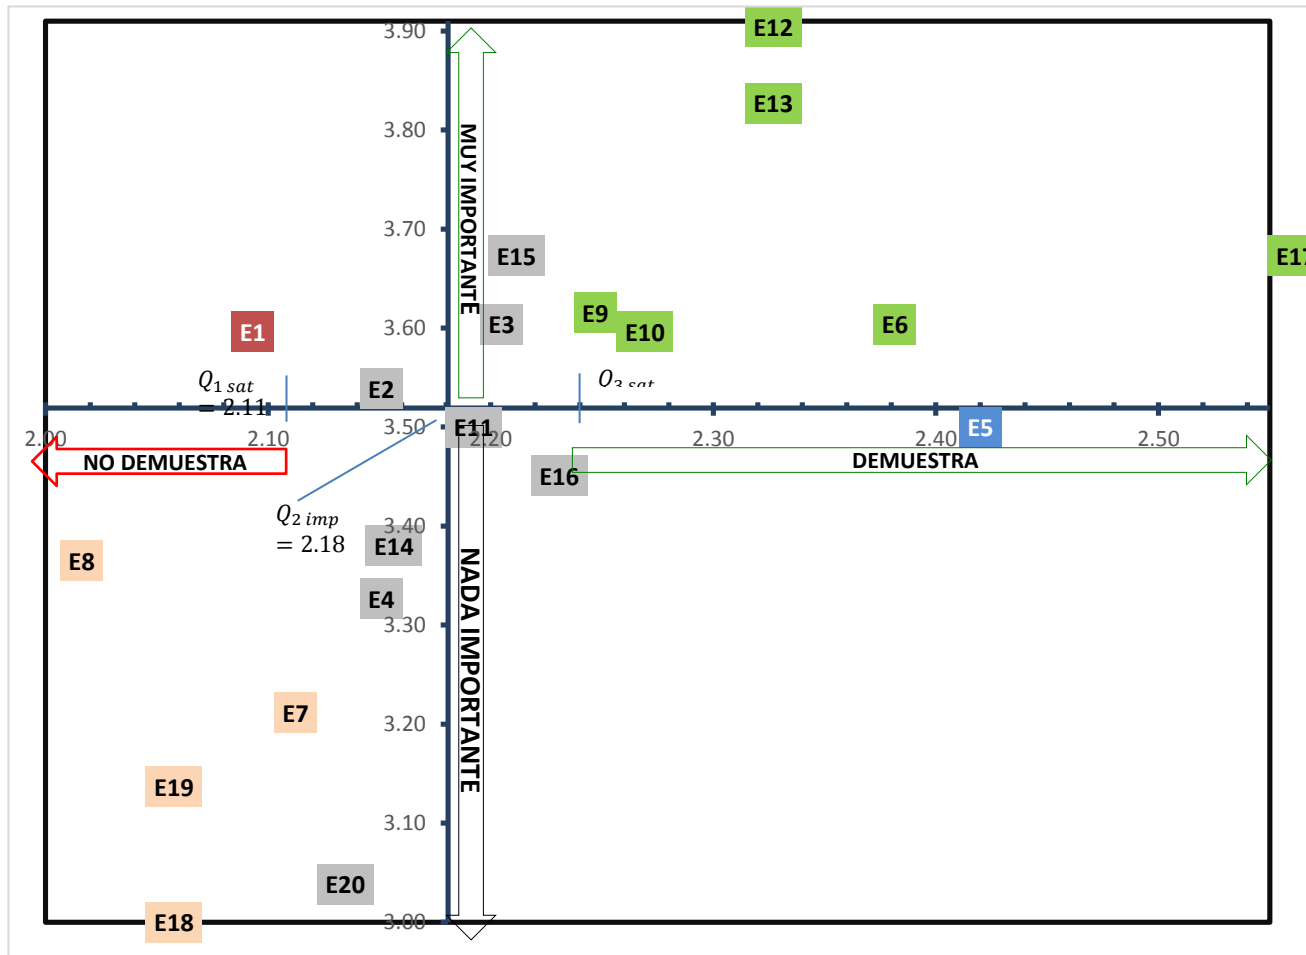 3.90
E12
E13
3.80
MUY IMPORTANTE
3.70
E15
E17
E1
3.60
E3
E9
E10
E6
Q1 sat
= 2.11
E2
Q3 sat
2.00
2.10
3.50
E11
2.20
2.30
2.40
E5
2.50
NO DEMUESTRA
DEMUESTRA
E16
Q2 imp
= 2.18
3.40
E14
E8
E4
NADA IMPORTANTE
3.30
E7
3.20
E19
3.10
E20
E18
3.00